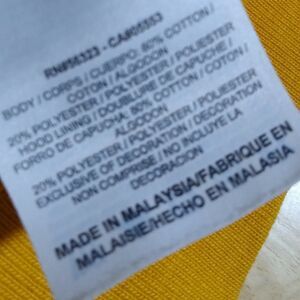 RN#56323 - CA#05553
BODY / CORPS / CUERPO: 80% COTTON /
COTON / ALGODON
20% POLYESTER / POLYESTER / POLIESTER
HOOD LINING / DOUBLURE DE CAPUCHE /
FORRO DE CAPUCHA: 80% COTTON / COTON /
ALGODON
20% POLYESTER / POLYESTER / POLIESTER
EXCLUSIVE OF DECORATION / DECORATION
NON COMPRISE / NO INCLUYE LA
DECORACION
MADE IN MALAYSIA/FABRIQUE EN
MALAISIE/HECHO EN MALASIA